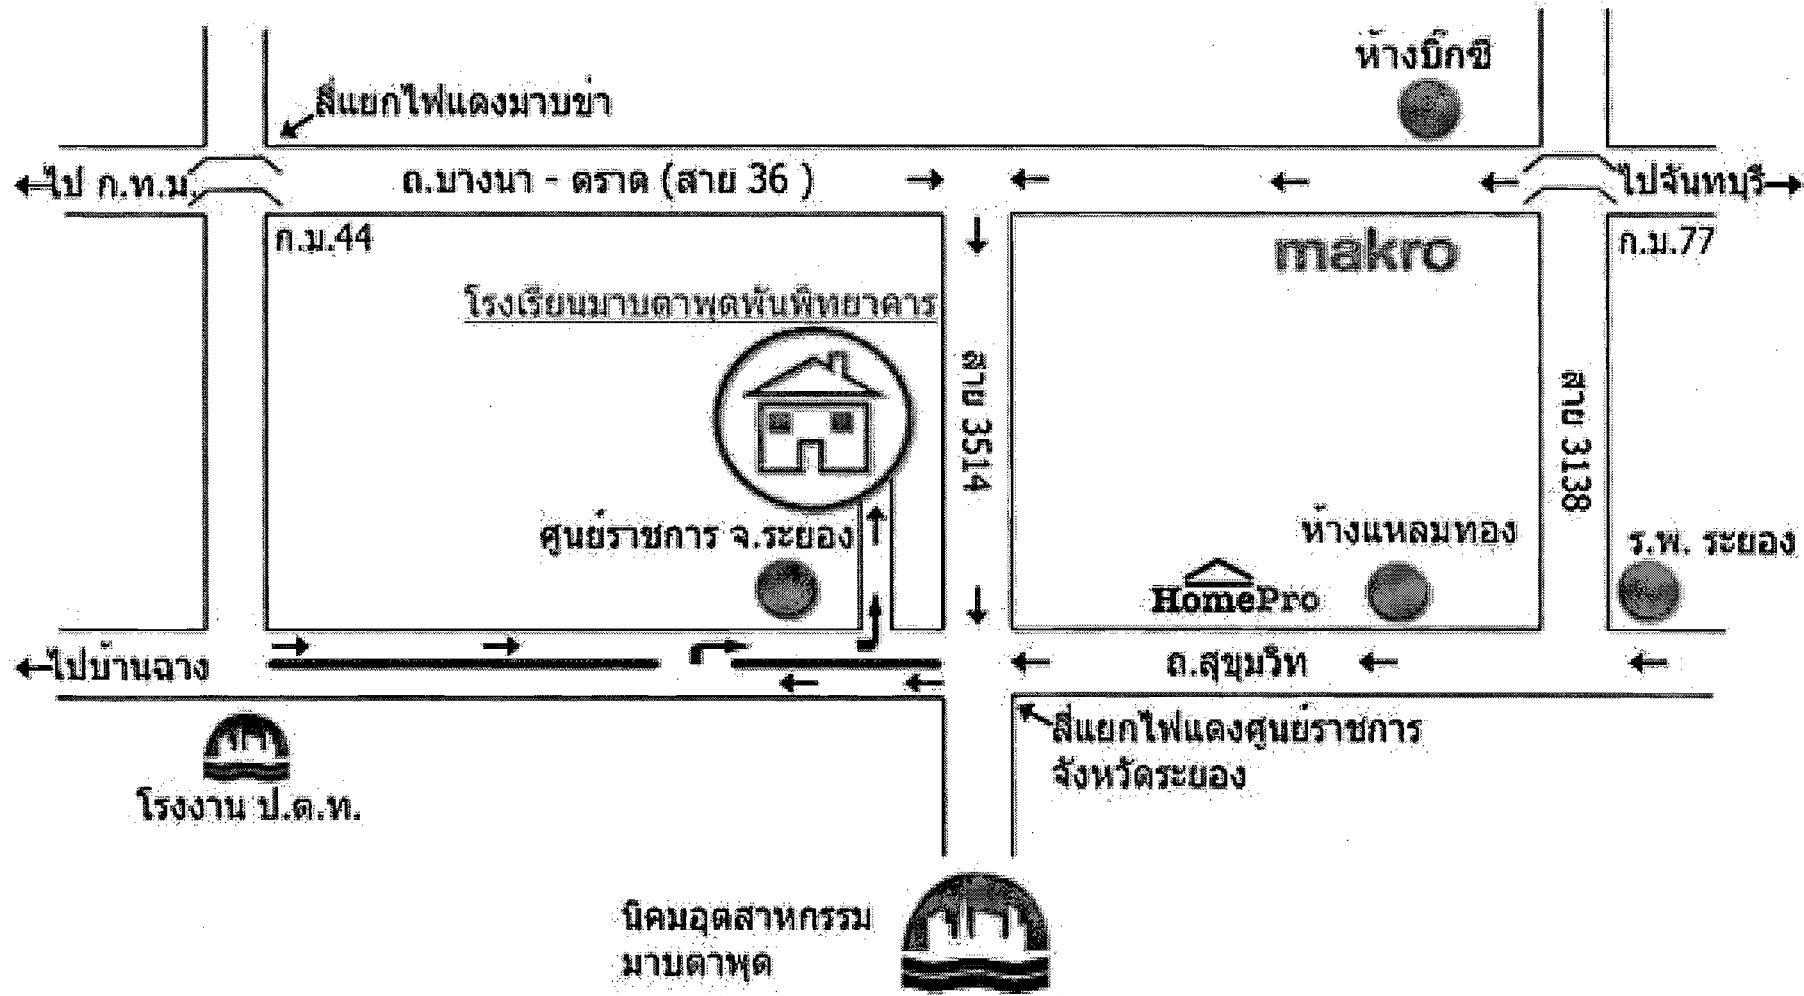 ห้างบิ๊กซี
สี่แยกไฟแดงมาบข่า
ไป ก.ท.ม.
ถ.บางนา - ตราด (สาย 36 )
ไปจันทบุรี
ก.ม.44
makro
ก.ม.77
โรงเรียนมาบตาพุดพันพิทยาคาร
สาย 3514
สาย 3138
ศูนย์ราชการ จ.ระยอง
ห้างแหลมทอง
ร.พ. ระยอง
HomePro
ไปบ้านฉาง
ถ.สุขุมวิท
สี่แยกไฟแดงศูนย์ราชการ
จังหวัดระยอง
โรงงาน ป.ต.ท.
นิคมอุตสาหกรรม
มาบตาพุด